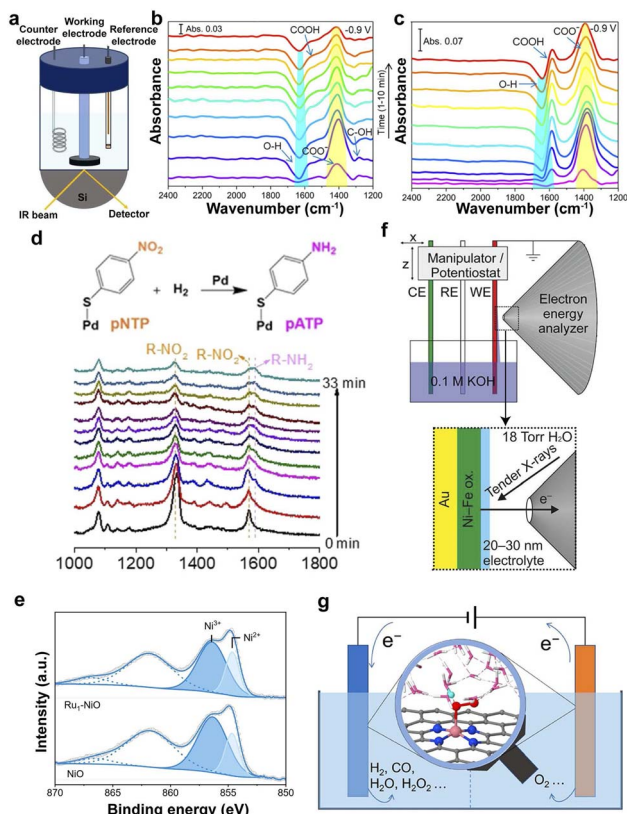 a
Counter
electrode
Working
electrode
Reference
electrode
Si
IR beam
Detector
b
Abs. 0.03
COOH
-0.9 V
O-H
COO⁻
C-OH
Absorbance
Time (1-10 min)
2400 2200 2000 1800 1600 1400 1200
Wavenumber (cm⁻¹)
c
Abs. 0.07
COOH
COO⁻
-0.9 V
O-H
Absorbance
2400 2200 2000 1800 1600 1400 1200
Wavenumber (cm⁻¹)
d
NO₂
S
Pd
pNTP
+ H₂
Pd
NH₂
S
Pd
pATP
R-NO₂
R-NO₂
R-NH₂
33 min
0 min
1000 1200 1400 1600 1800
e
Ni³⁺
Ni²⁺
Ru₁-NiO
NiO
Intensity (a.u.)
870 865 860 855 850
Binding energy (eV)
f
x
z
Manipulator /
Potentiostat
CE RE WE
Electron
energy
analyzer
0.1 M KOH
18 Torr H₂O
Tender X-rays
Au
Ni–Fe ox.
e⁻
20–30 nm
electrolyte
g
e⁻
e⁻
H₂, CO,
H₂O, H₂O₂ ...
O₂ ...